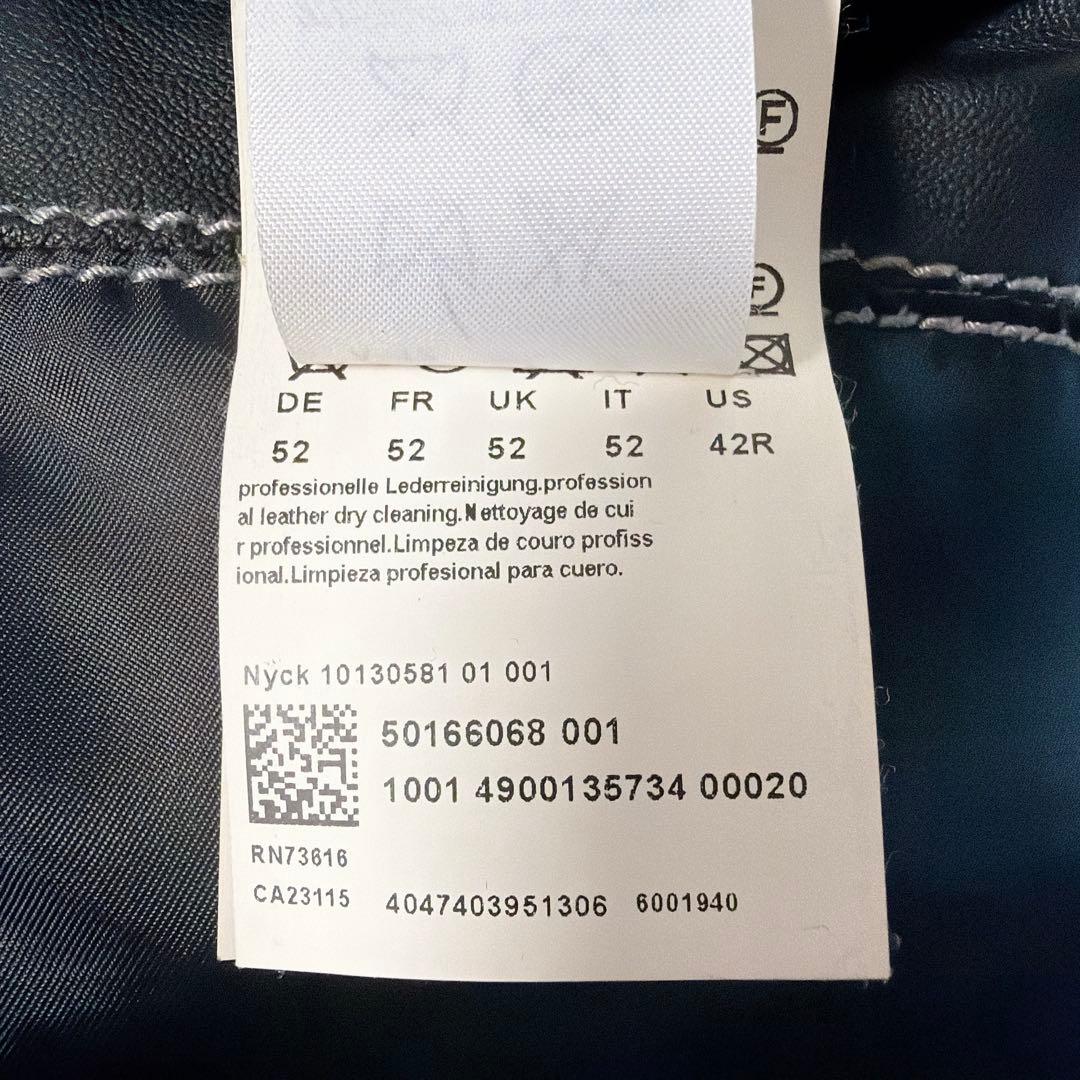 F
F
DE FR UK IT US
52 52 52 52 42R
professionelle Lederreinigung.profession
al leather dry cleaning.Nettoyage de cui
r professionnel.Limpeza de couro profiss
ional.Limpieza profesional para cuero.
Nyck 10130581 01 001
50166068 001
1001 4900135734 00020
RN73616
CA23115 4047403951306 6001940